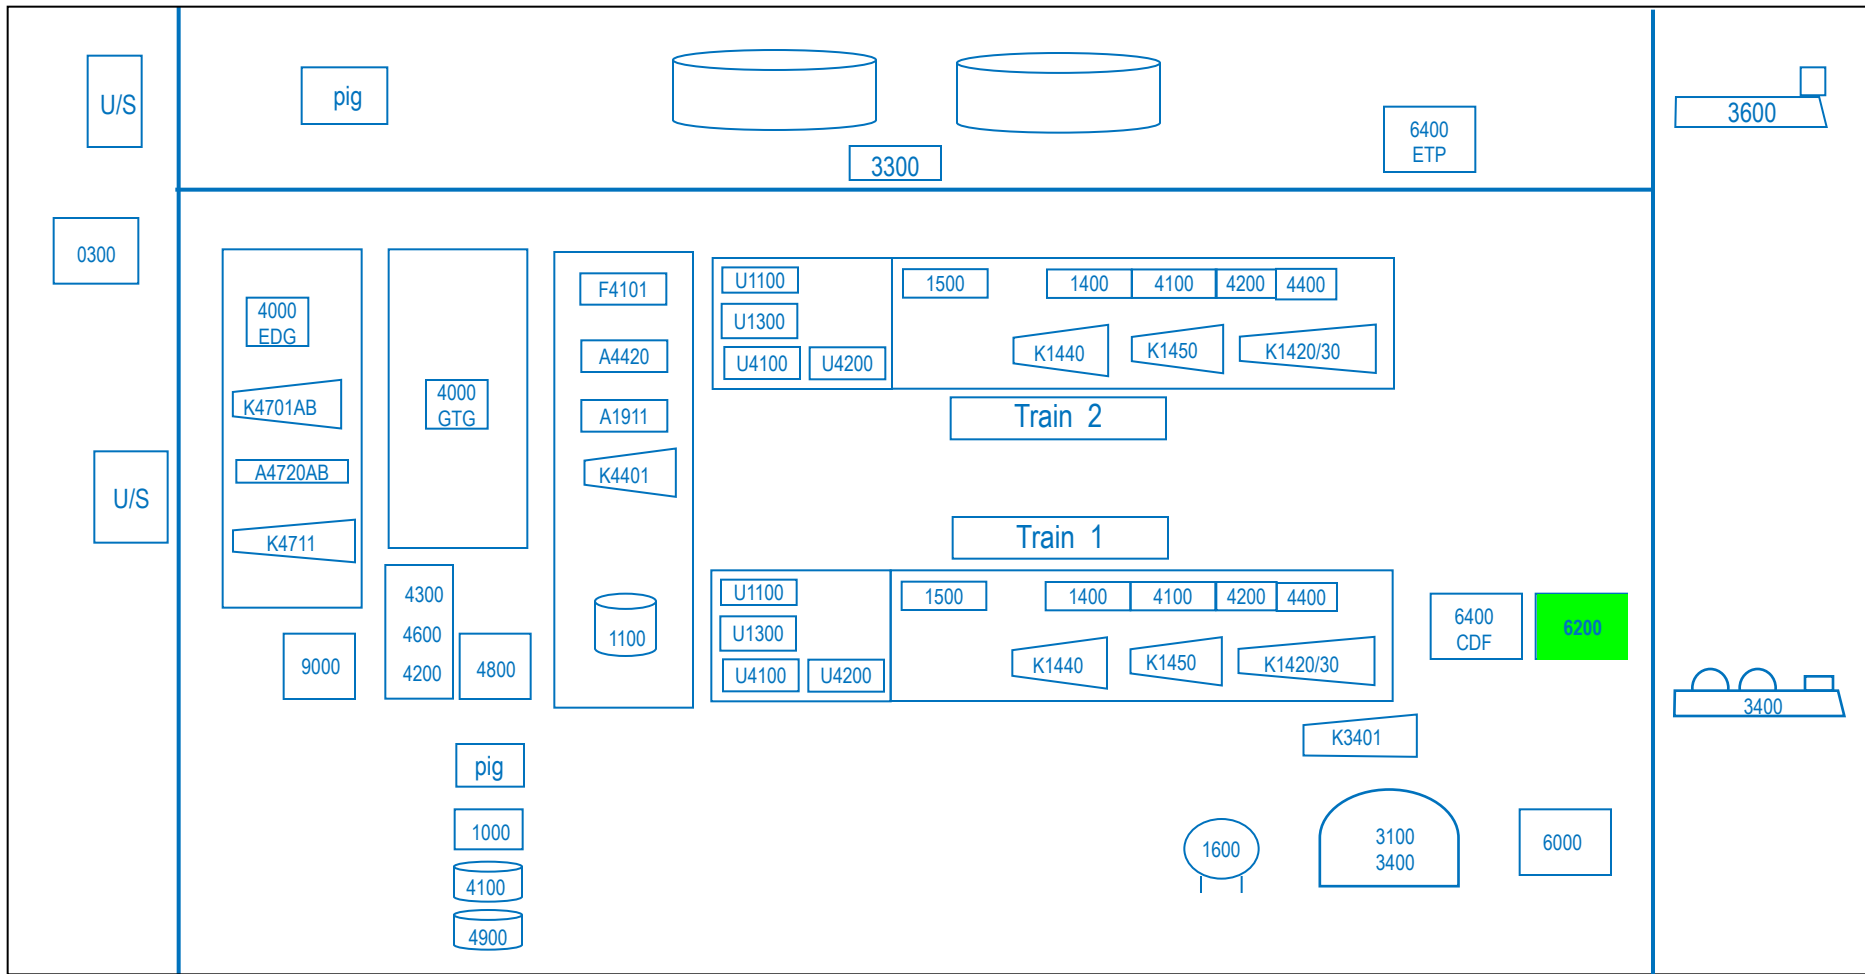 U/S
pig
3300
6400
ETP
3600
0300
4000
EDG
K4701AB
A4720AB
K4711
4000
GTG
F4101
A4420
A1911
K4401
1100
U1100
U1300
U4100 U4200
1500 1400 4100 4200 4400
K1440 K1450 K1420/30
Train 2
U/S
Train 1
U1100
U1300
U4100 U4200
1500 1400 4100 4200 4400
K1440 K1450 K1420/30
6400
CDF
6200
4300
4600
4200
9000
4800
3400
K3401
pig
1000
4100
4900
1600
3100
3400
6000